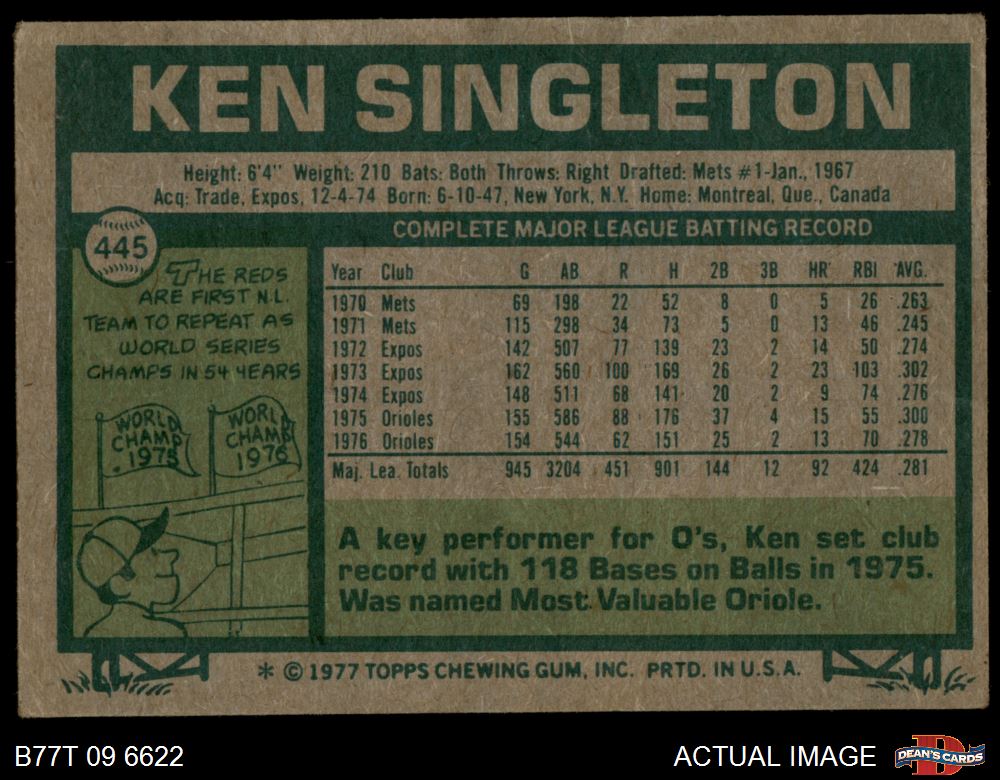 KEN SINGLETON
Height: 6'4" Weight: 210 Bats: Both Throws: Right Drafted: Mets #1-Jan., 1967
Acq: Trade, Expos, 12-4-74 Born: 6-10-47, New York, N.Y. Home: Montreal, Que., Canada
445
THE REDS
ARE FIRST N.L.
TEAM TO REPEAT AS
WORLD SERIES
CHAMPS IN 54 YEARS
WORLD
CHAMP
1975
WORLD
CHAMP
1976
COMPLETE MAJOR LEAGUE BATTING RECORD
Year Club G AB R H 2B 3B HR RBI AVG.
1970 Mets 69 198 22 52 8 0 5 26 .263
1971 Mets 115 298 34 73 5 0 13 46 .245
1972 Expos 142 507 77 139 23 2 14 50 .274
1973 Expos 162 560 100 169 26 2 23 103 .302
1974 Expos 148 511 68 141 20 2 9 74 .276
1975 Orioles 155 586 88 176 37 4 15 55 .300
1976 Orioles 154 544 62 151 25 2 13 70 .278
Maj. Lea. Totals 945 3204 451 901 144 12 92 424 .281
A key performer for O's, Ken set club
record with 118 Bases on Balls in 1975.
Was named Most Valuable Oriole.
* © 1977 TOPPS CHEWING GUM, INC. PRTD. IN U.S.A.
B77T 09 6622
ACTUAL IMAGE
DEAN'S CARDS